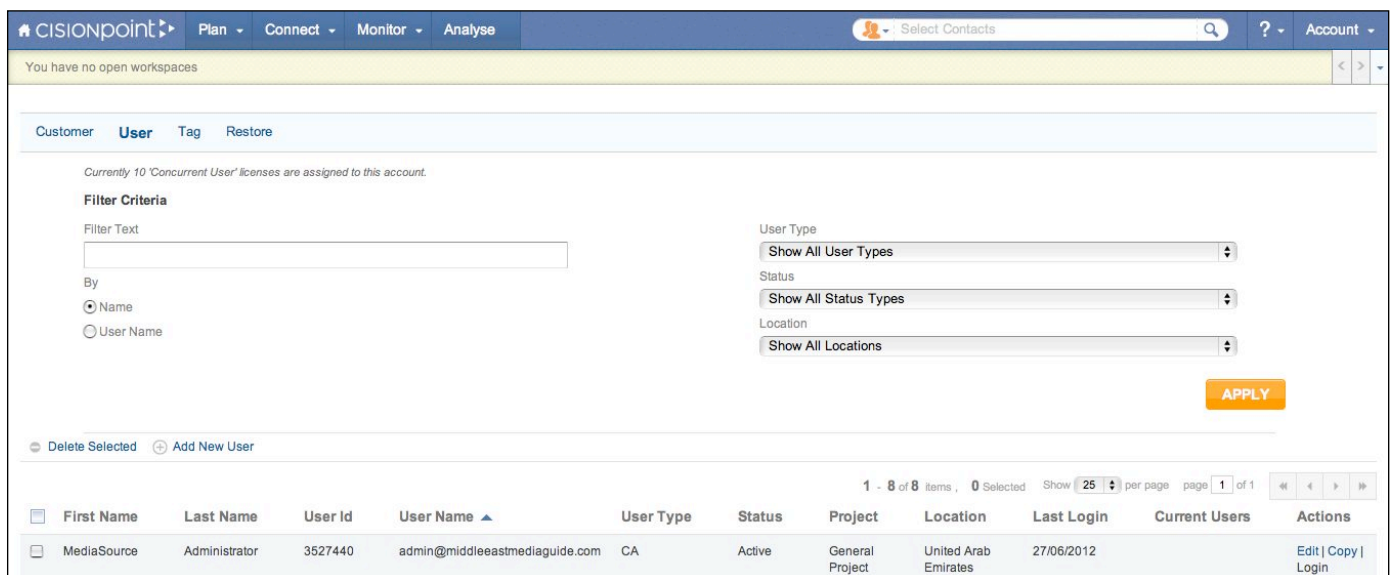 CISIONPOINT Plan Connect Monitor Analyse Select Contacts ? Account
You have no open workspaces
Customer User Tag Restore
Currently 10 'Concurrent User' licenses are assigned to this account.
Filter Criteria
Filter Text
User Type
Show All User Types
By
Status
Name
Show All Status Types
User Name
Location
Show All Locations
APPLY
Delete Selected Add New User
1 - 8 of 8 items , 0 Selected Show 25 per page page 1 of 1
First Name Last Name User Id User Name User Type Status Project Location Last Login Current Users Actions
MediaSource Administrator 3527440 admin@middleeastmediaguide.com CA Active General United Arab 27/06/2012 Edit | Copy |
Project Emirates Login